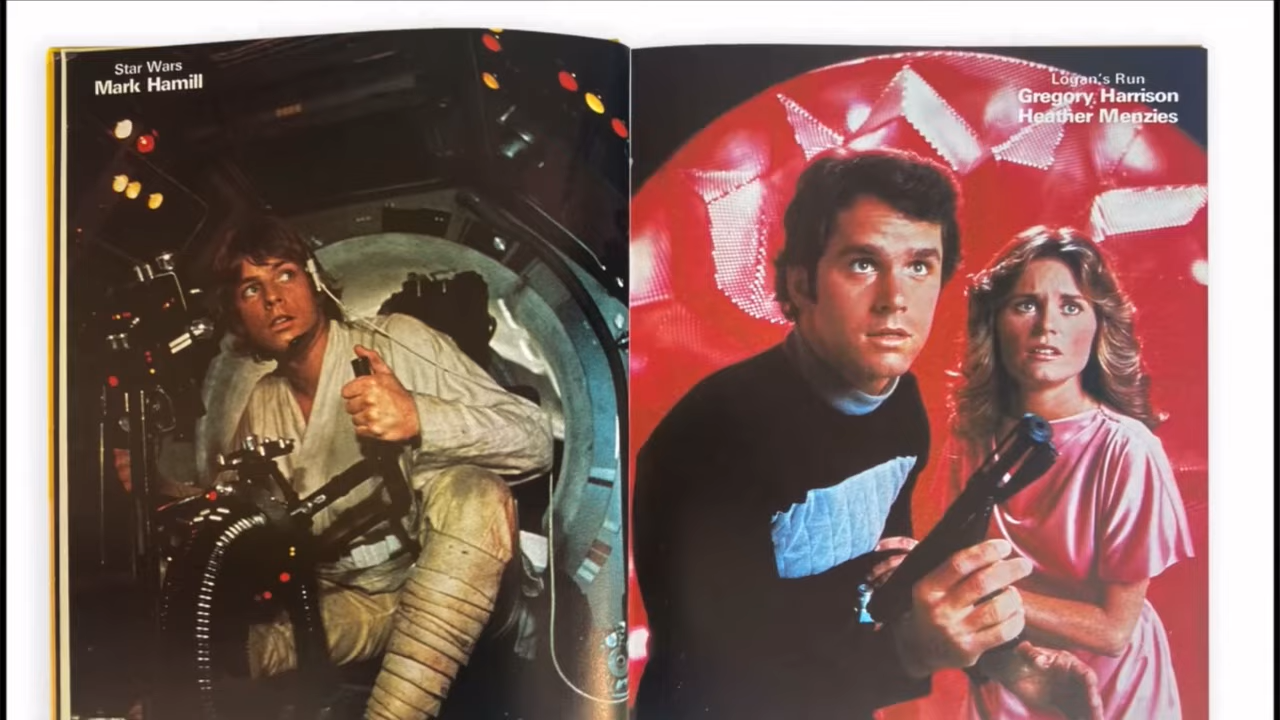 Star Wars
Mark Hamill
Logan's Run
Gregory Harrison
Heather Menzies